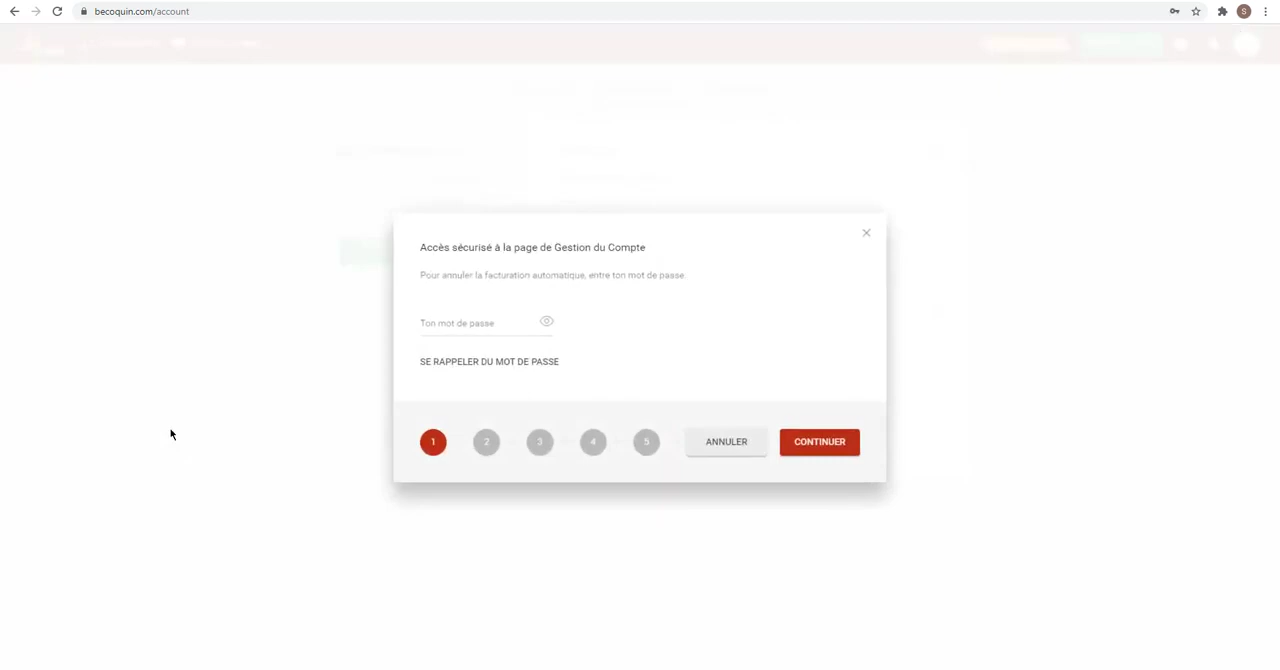 becoquin.com/account
S
Accès sécurisé à la page de Gestion du Compte
Pour annuler la facturation automatique, entre ton mot de passe.
Ton mot de passe
SE RAPPELER DU MOT DE PASSE
1 2 3 4 5 ANNULER CONTINUER